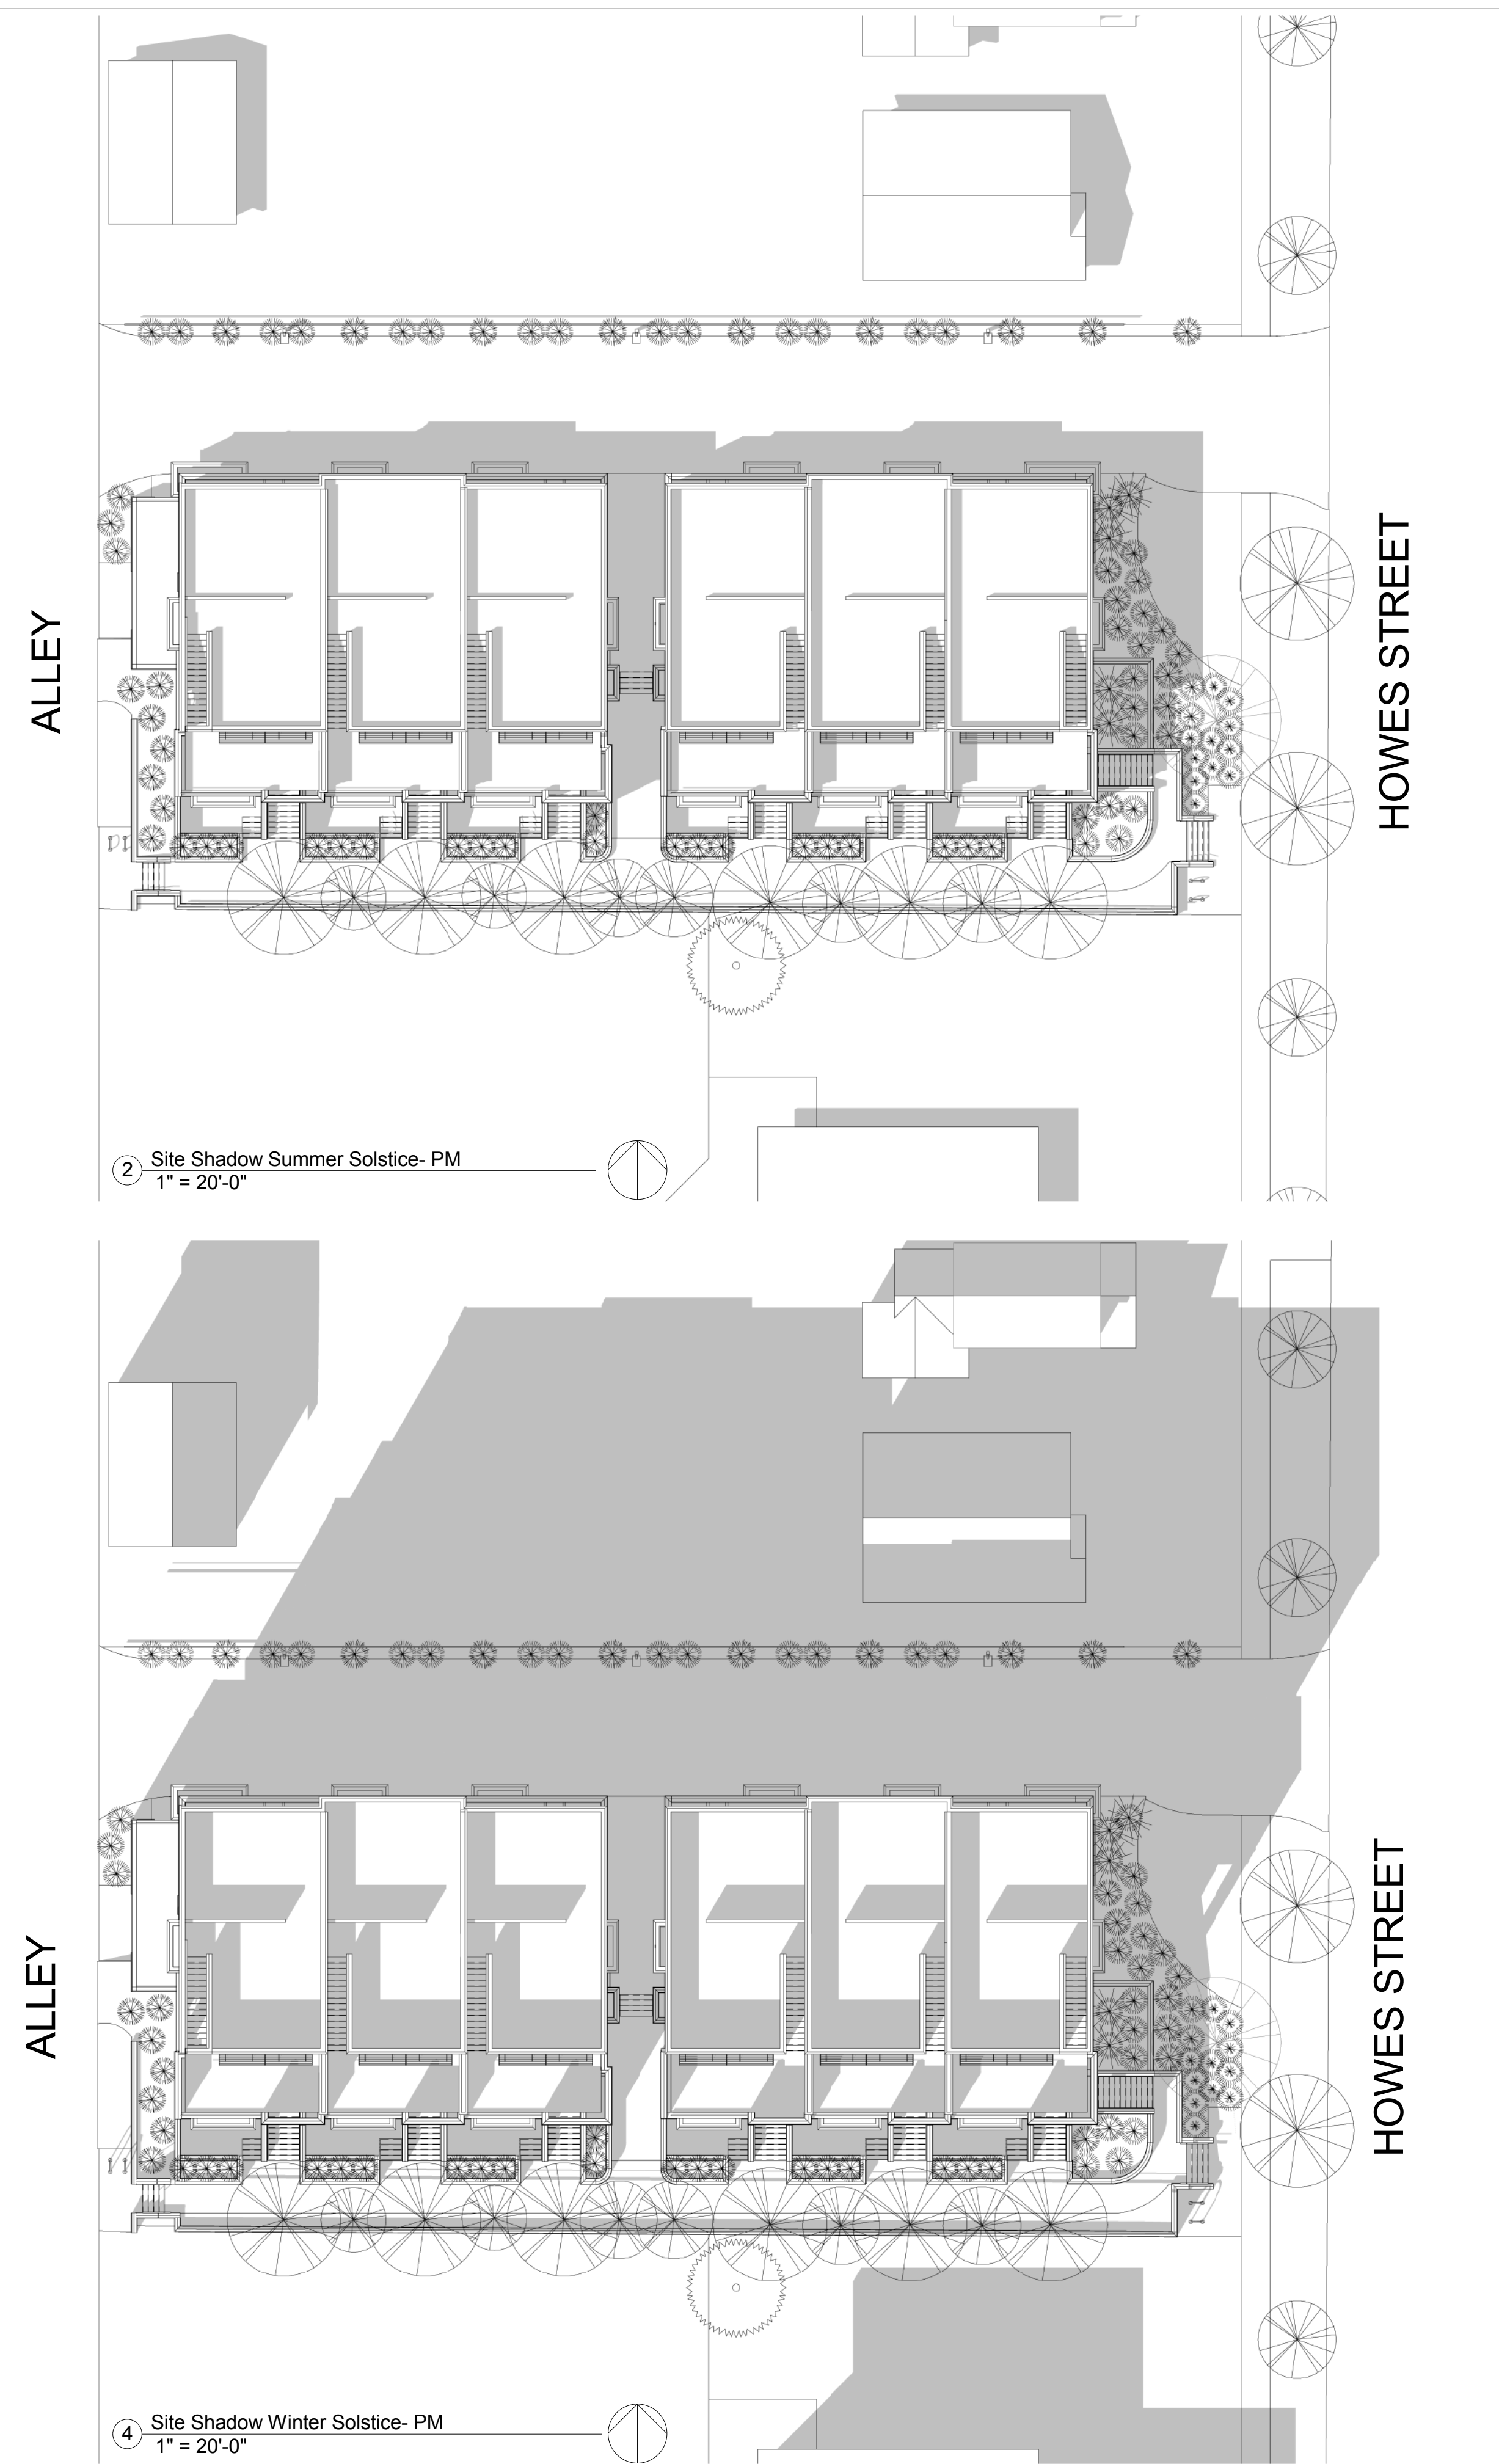 ALLEY
HOWES STREET
2 Site Shadow Summer Solstice- PM
1" = 20'-0"
ALLEY
HOWES STREET
4 Site Shadow Winter Solstice- PM
1" = 20'-0"